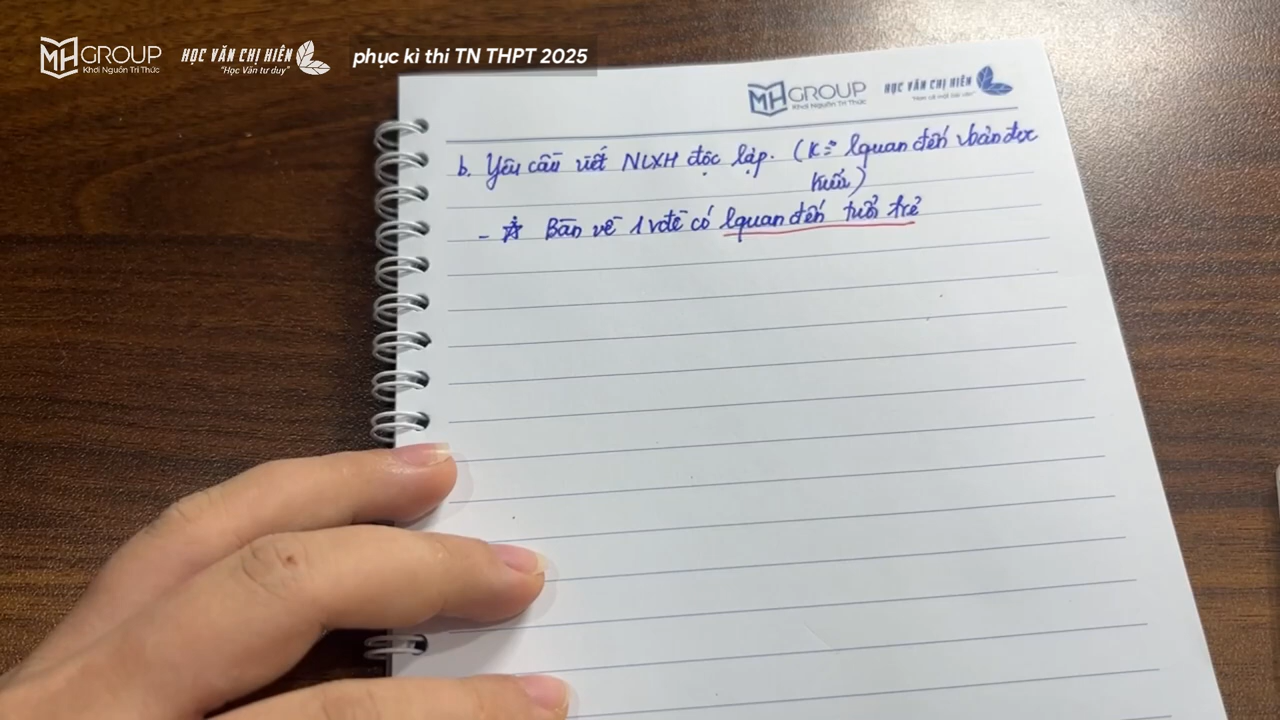 MH GROUP
Khơi Nguồn Tri Thức
HỌC VĂN CHỊ HIÊN
"Học Văn tư duy"
phục kì thi TN THPT 2025
MH GROUP
Khơi Nguồn Tri Thức
HỌC VĂN CHỊ HIÊN
b. Yêu cầu viết NLXH độc lập. (K lquan đến vbản đọc
hiểu)
- ☆ Bàn về 1 vđề có lquan đến tuổi trẻ